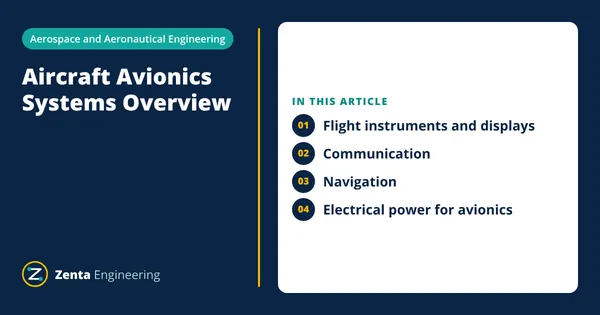 Aerospace and Aeronautical Engineering
Aircraft Avionics
Systems Overview
Z Zenta Engineering
IN THIS ARTICLE
01 Flight instruments and displays
02 Communication
03 Navigation
04 Electrical power for avionics